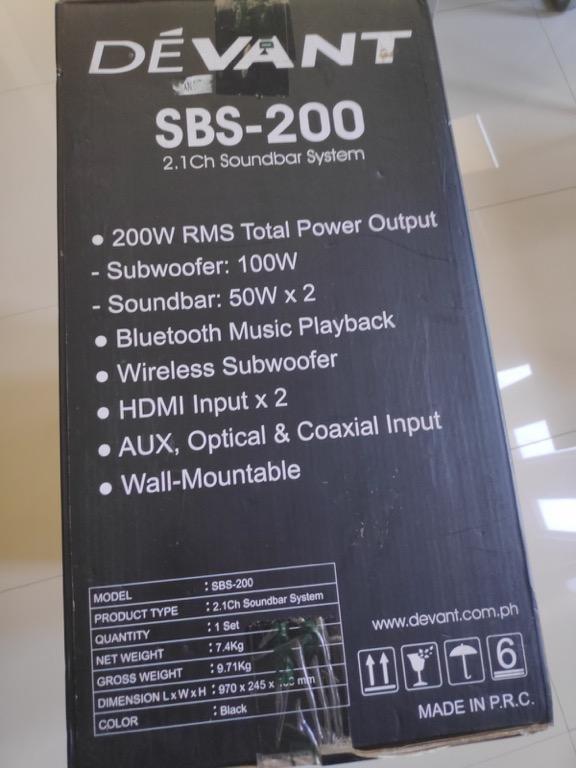 DÉVANT
SBS-200
2.1Ch Soundbar System
• 200W RMS Total Power Output
- Subwoofer: 100W
- Soundbar: 50W x 2
• Bluetooth Music Playback
• Wireless Subwoofer
• HDMI Input x 2
• AUX, Optical & Coaxial Input
• Wall-Mountable
MODEL : SBS-200
PRODUCT TYPE : 2.1Ch Soundbar System
QUANTITY : 1 Set
NET WEIGHT : 7.4Kg
GROSS WEIGHT : 9.71Kg
DIMENSION L x W x H : 970 x 245 x mm
COLOR : Black
www.devant.com.ph
6
MADE IN P.R.C.